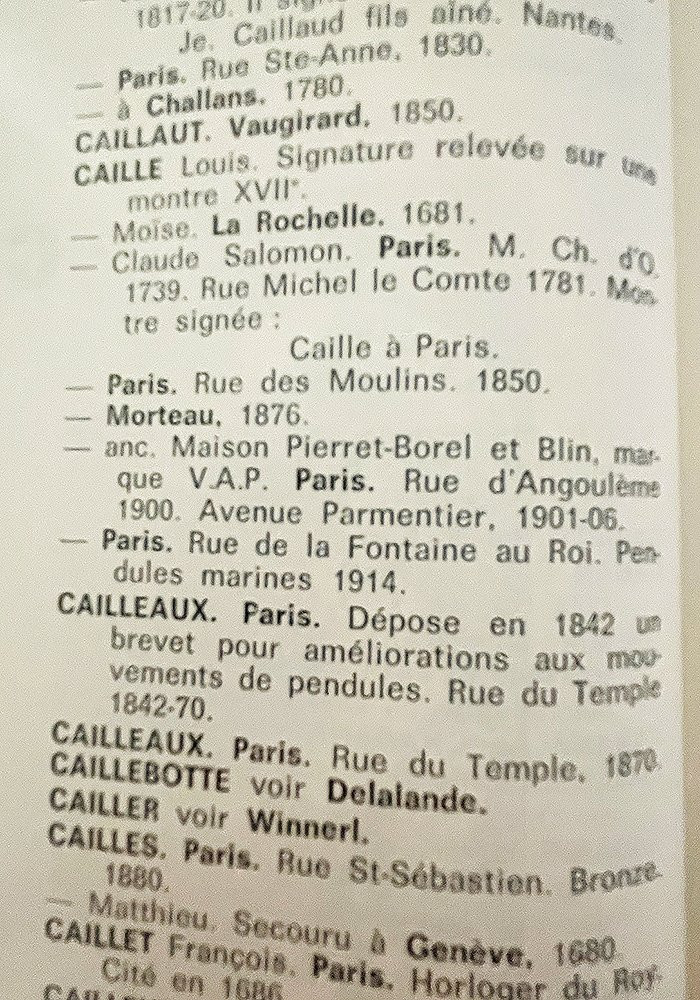 1817-20. Il
Je. Caillaud fils aîné. Nantes.
— Paris. Rue Ste-Anne, 1830.
— à Challans, 1780.
CAILLAUT. Vaugirard, 1850.
CAILLE Louis. Signature relevée sur une
montre XVII°.
— Moïse. La Rochelle, 1681.
— Claude Salomon. Paris. M. Ch. d'O.
1739. Rue Michel le Comte 1781. Mon-
tre signée :
Caille à Paris.
— Paris. Rue des Moulins. 1850.
— Morteau, 1876.
— anc. Maison Pierret-Borel et Blin, mar-
que V.A.P. Paris. Rue d'Angoulème
1900. Avenue Parmentier, 1901-06.
— Paris. Rue de la Fontaine au Roi. Pen-
dules marines 1914.
CAILLEAUX. Paris. Dépose en 1842 un
brevet pour améliorations aux mou-
vements de pendules. Rue du Temple
1842-70.
CAILLEAUX. Paris. Rue du Temple, 1870.
CAILLEBOTTE voir Delalande.
CAILLER voir Winnerl.
CAILLES. Paris. Rue St-Sébastien. Bronze-
1880.
— Matthieu. Secouru à Genève, 1680.
CAILLET François. Paris. Horloger du Roy.
Cité en 1686